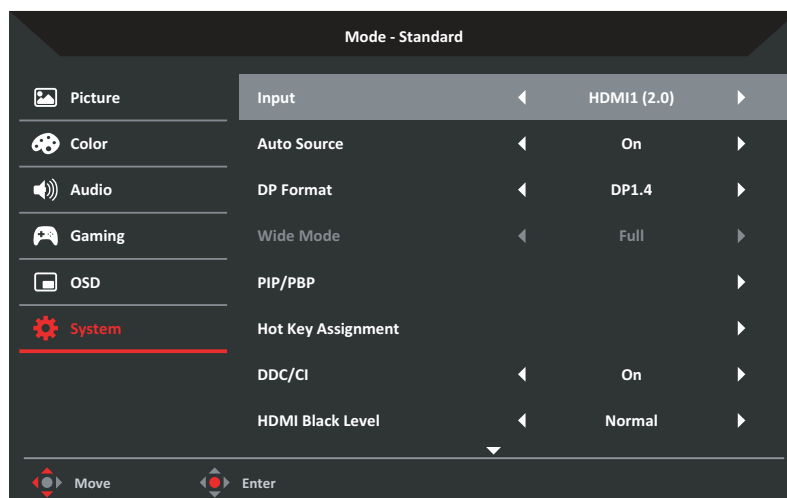 Mode - Standard
Picture
Color
Audio
Gaming
OSD
System
Input HDMI1 (2.0)
Auto Source On
DP Format DP1.4
Wide Mode Full
PIP/PBP
Hot Key Assignment
DDC/CI On
HDMI Black Level Normal
Move Enter